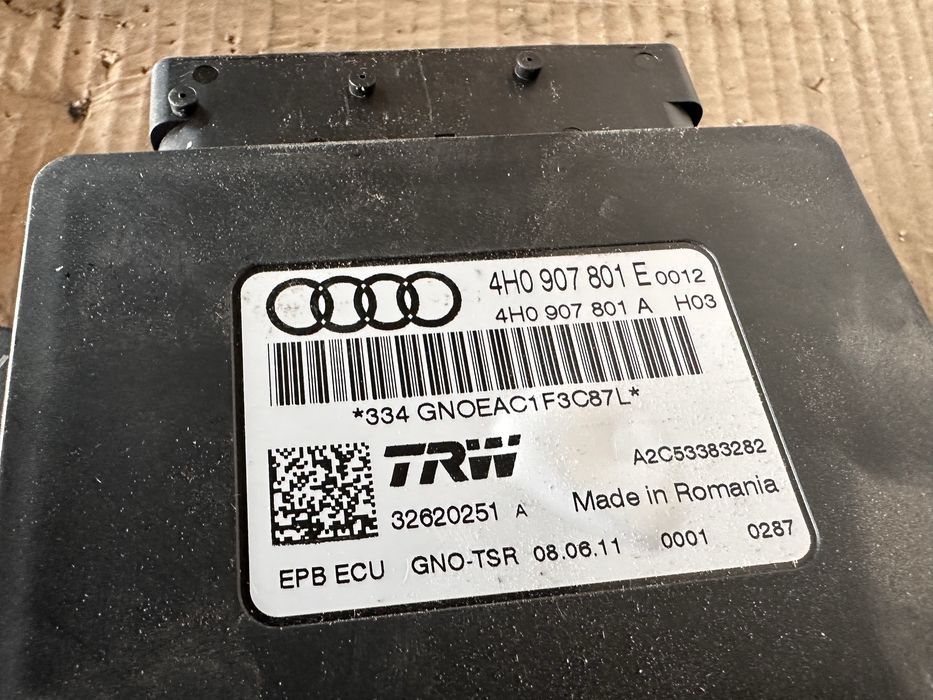 4H0 907 801 E 0012
4H0 907 801 A H03
*334 GNOEAC1F3C87L*
TRW
A2C53383282
32620251 A
Made in Romania
EPB ECU GNO-TSR 08.06.11 0001 0287